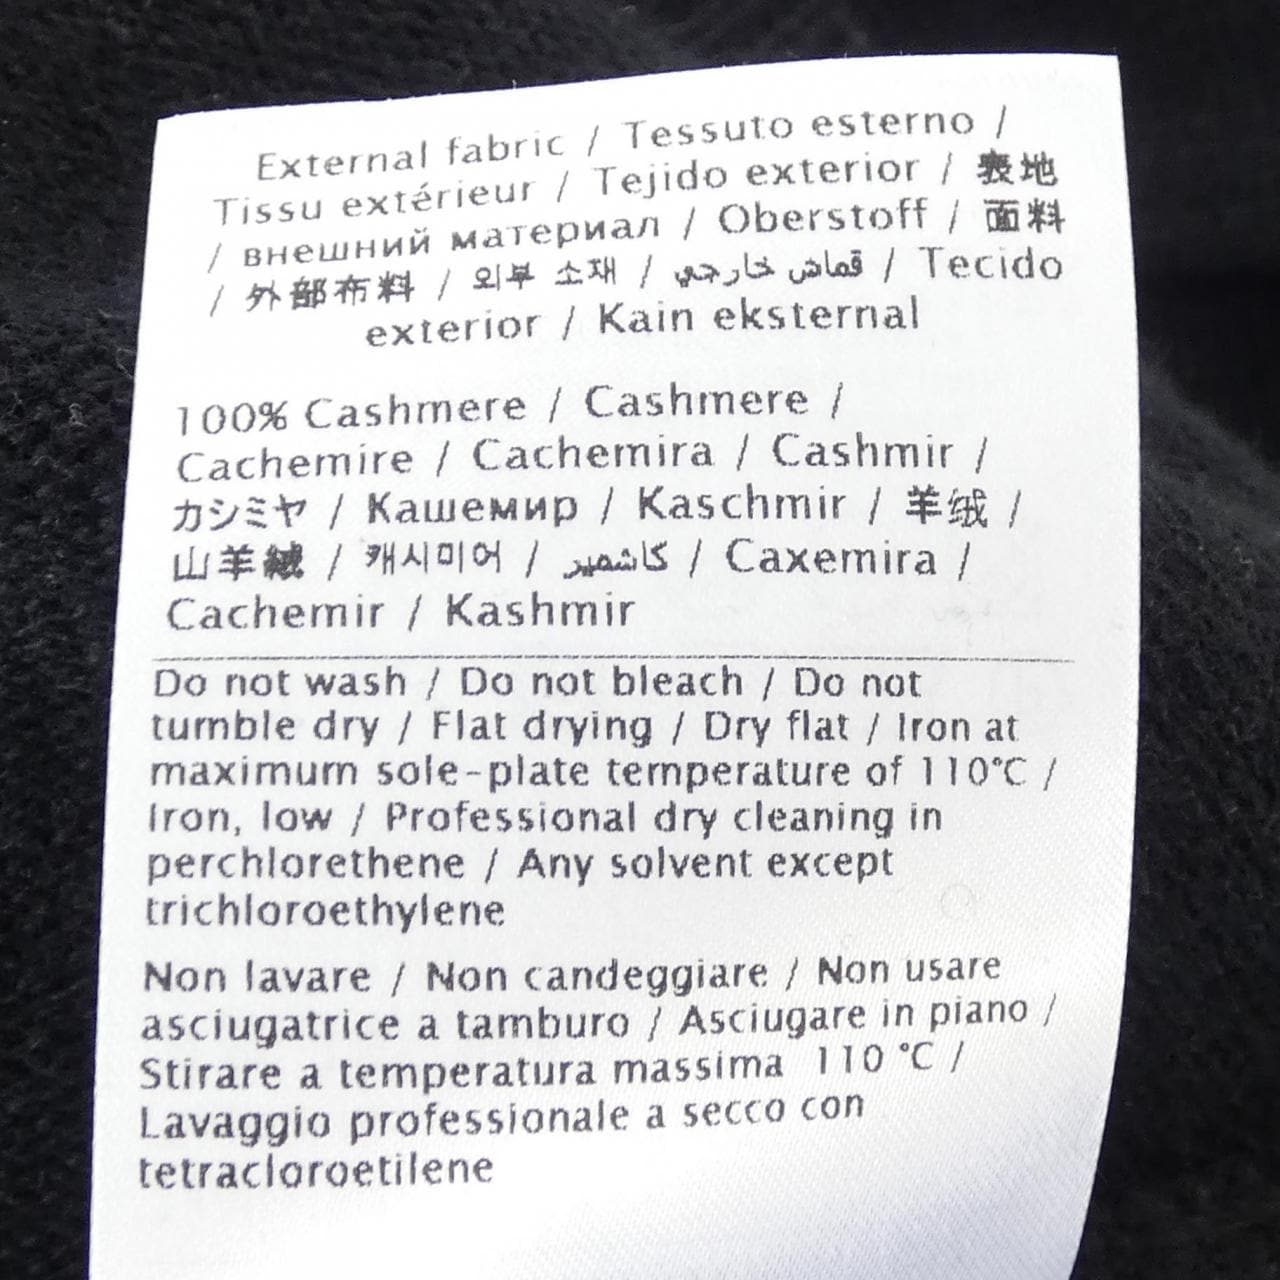 External fabric / Tessuto esterno /
Tissu extérieur / Tejido exterior / 表地
/ внешний материал / Oberstoff / 面料
/ 外部布料 / 외부 소재 / قماش خارجي / Tecido
exterior / Kain eksternal
100% Cashmere / Cashmere /
Cachemire / Cachemira / Cashmir /
カシミヤ / Кашемир / Kaschmir / 羊绒 /
山羊絨 / 캐시미어 / كاشمير / Caxemira /
Cachemir / Kashmir
Do not wash / Do not bleach / Do not
tumble dry / Flat drying / Dry flat / Iron at
maximum sole-plate temperature of 110°C /
Iron, low / Professional dry cleaning in
perchlorethene / Any solvent except
trichloroethylene
Non lavare / Non candeggiare / Non usare
asciugatrice a tamburo / Asciugare in piano /
Stirare a temperatura massima 110 °C /
Lavaggio professionale a secco con
tetracloroetilene